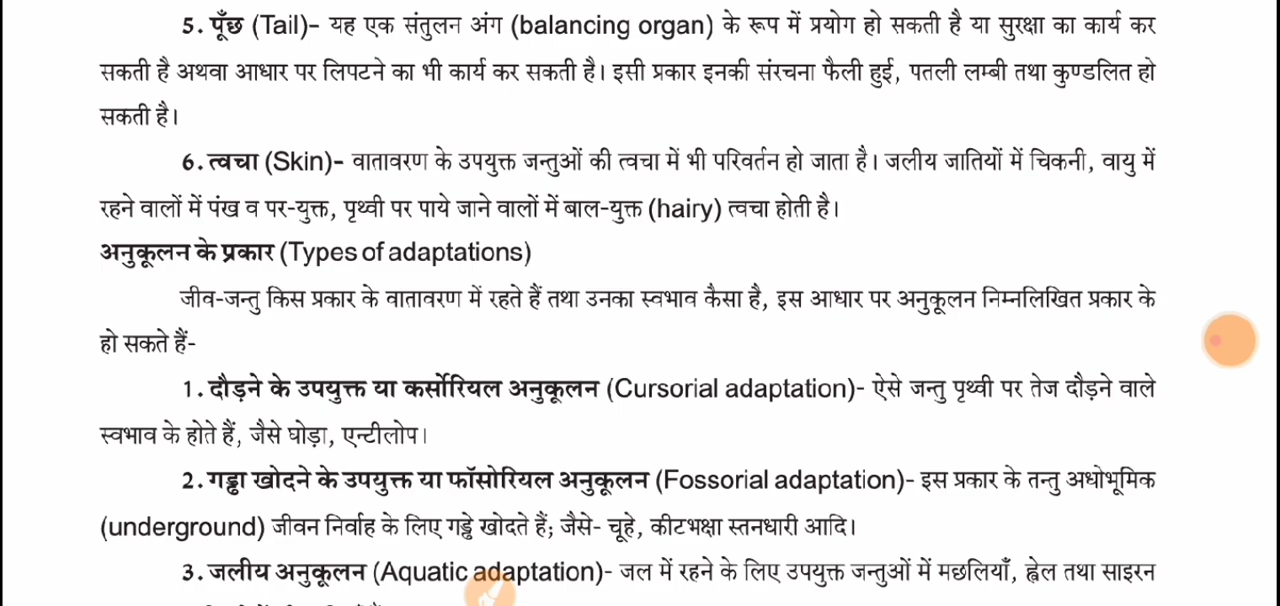 5. पूँछ (Tail)- यह एक संतुलन अंग (balancing organ) के रूप में प्रयोग हो सकती है या सुरक्षा का कार्य कर
सकती है अथवा आधार पर लिपटने का भी कार्य कर सकती है। इसी प्रकार इनकी संरचना फैली हुई, पतली लम्बी तथा कुण्डलित हो
सकती है।
6. त्वचा (Skin)- वातावरण के उपयुक्त जन्तुओं की त्वचा में भी परिवर्तन हो जाता है। जलीय जातियों में चिकनी, वायु में
रहने वालों में पंख व पर-युक्त, पृथ्वी पर पाये जाने वालों में बाल-युक्त (hairy) त्वचा होती है।
अनुकूलन के प्रकार (Types of adaptations)
जीव-जन्तु किस प्रकार के वातावरण में रहते हैं तथा उनका स्वभाव कैसा है, इस आधार पर अनुकूलन निम्नलिखित प्रकार के
हो सकते हैं-
1. दौड़ने के उपयुक्त या कर्सोरियल अनुकूलन (Cursorial adaptation)- ऐसे जन्तु पृथ्वी पर तेज दौड़ने वाले
स्वभाव के होते हैं, जैसे घोड़ा, एन्टीलोप।
2. गड्ढा खोदने के उपयुक्त या फॉसोरियल अनुकूलन (Fossorial adaptation)- इस प्रकार के तन्तु अधोभूमिक
(underground) जीवन निर्वाह के लिए गड्ढे खोदते हैं; जैसे- चूहे, कीटभक्षा स्तनधारी आदि।
3. जलीय अनुकूलन (Aquatic adaptation)- जल में रहने के लिए उपयुक्त जन्तुओं में मछलियाँ, ह्वेल तथा साइरन